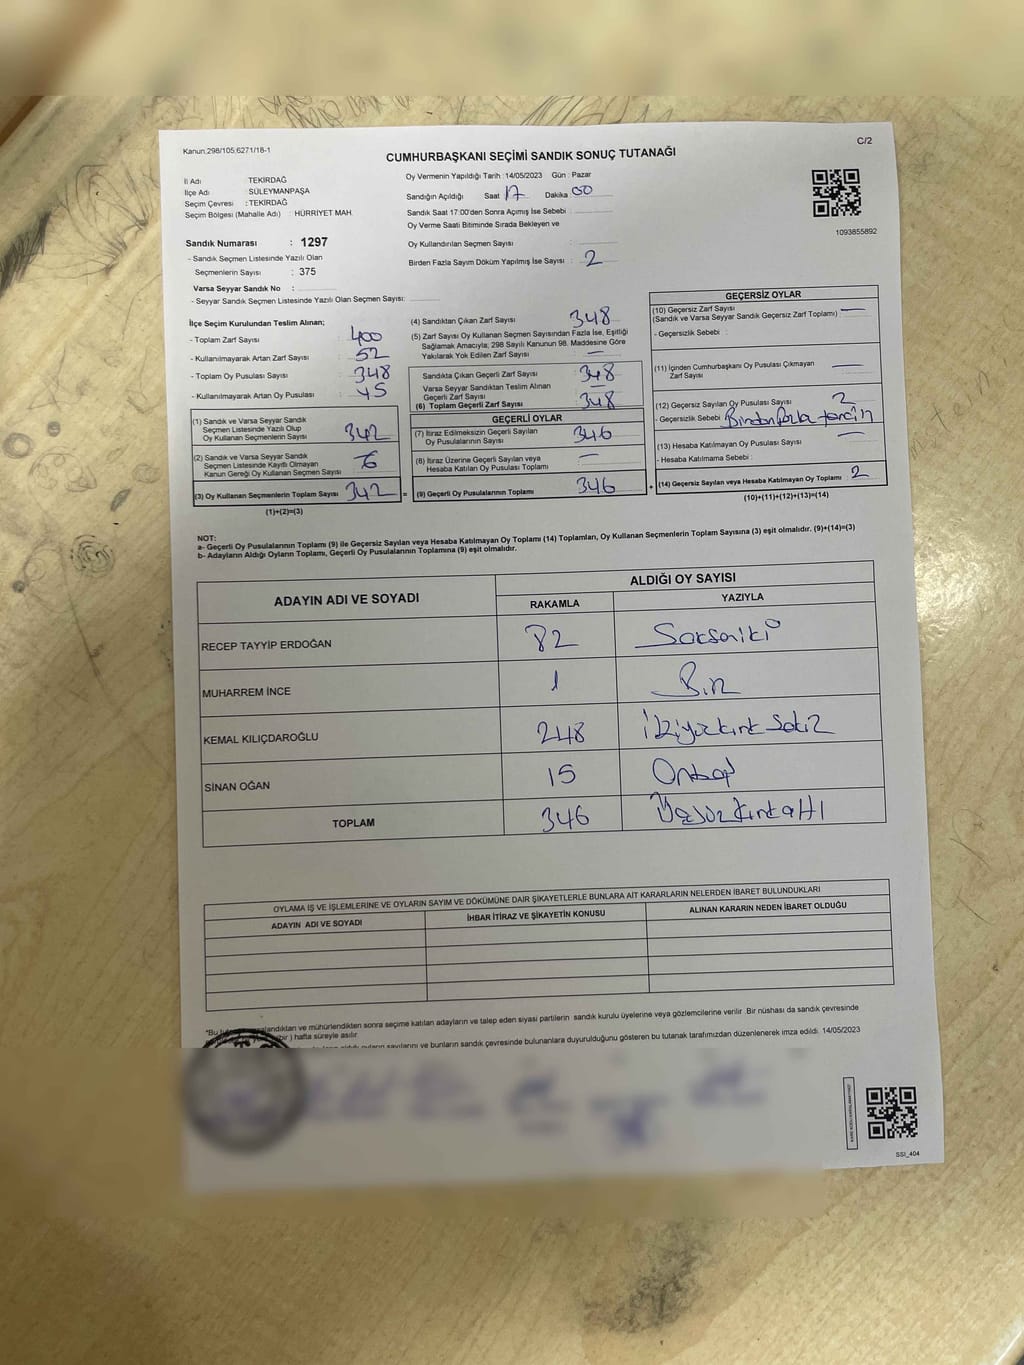 Kanun.298/105;6271/18-1
C/2
CUMHURBAŞKANI SEÇİMİ SANDIK SONUÇ TUTANAĞI
İl Adı : TEKİRDAĞ
İlçe Adı : SÜLEYMANPAŞA
Seçim Çevresi : TEKİRDAĞ
Seçim Bölgesi (Mahalle Adı) : HÜRRİYET MAH.
Sandık Numarası : 1297
- Sandık Seçmen Listesinde Yazılı Olan
Seçmenlerin Sayısı : 375
Varsa Seyyar Sandık No :
- Seyyar Sandık Seçmen Listesinde Yazılı Olan Seçmen Sayısı:
Oy Vermenin Yapıldığı Tarih : 14/05/2023 Gün : Pazar
Sandığın Açıldığı Saat 17 Dakika 00
Sandık Saat 17:00'den Sonra Açımış İse Sebebi :
Oy Verme Saati Bitiminde Sırada Bekleyen ve
Oy Kullandırılan Seçmen Sayısı :
Birden Fazla Sayım Döküm Yapılmış İse Sayısı : 2
1093855892
İlçe Seçim Kurulundan Teslim Alınan;
- Toplam Zarf Sayısı : 400
- Kullanılmayarak Artan Zarf Sayısı : 52
- Toplam Oy Pusulası Sayısı : 348
- Kullanılmayarak Artan Oy Pusulası : 45
(1) Sandık ve Varsa Seyyar Sandık
Seçmen Listesinde Yazılı Olup
Oy Kullanan Seçmenlerin Sayısı 342
(2) Sandık ve Varsa Seyyar Sandık
Seçmen Listesinde Kayıtlı Olmayan
Kanun Gereği Oy Kullanan Seçmen Sayısı 6
(3) Oy Kullanan Seçmenlerin Toplam Sayısı 342 =
(1)+(2)=(3)
(4) Sandıktan Çıkan Zarf Sayısı : 348
(5) Zarf Sayısı Oy Kullanan Seçmen Sayısından Fazla İse, Eşitliği
Sağlamak Amacıyla; 298 Sayılı Kanunun 98. Maddesine Göre
Yakılarak Yok Edilen Zarf Sayısı : —
Sandıkta Çıkan Geçerli Zarf Sayısı : 348
Varsa Seyyar Sandıktan Teslim Alınan
Geçerli Zarf Sayısı :
(6) Toplam Geçerli Zarf Sayısı : 348
GEÇERLİ OYLAR
(7) İtiraz Edilmeksizin Geçerli Sayılan
Oy Pusulalarının Sayısı 346
(8) İtiraz Üzerine Geçerli Sayılan veya
Hesaba Katılan Oy Pusulası Toplamı —
(9) Geçerli Oy Pusulalarının Toplamı 346 +
GEÇERSİZ OYLAR
(10) Geçersiz Zarf Sayısı
(Sandık ve Varsa Seyyar Sandık Geçersiz Zarf Toplamı) : —
- Geçersizlik Sebebi :
(11) İçinden Cumhurbaşkanı Oy Pusulası Çıkmayan
Zarf Sayısı —
(12) Geçersiz Sayılan Oy Pusulası Sayısı 2
- Geçersizlik Sebebi : Birden fazla tercih
(13) Hesaba Katılmayan Oy Pusulası Sayısı —
- Hesaba Katılmama Sebebi :
(14) Geçersiz Sayılan veya Hesaba Katılmayan Oy Toplamı 2
(10)+(11)+(12)+(13)=(14)
NOT:
a- Geçerli Oy Pusulalarının Toplamı (9) ile Geçersiz Sayılan veya Hesaba Katılmayan Oy Toplamı (14) Toplamları, Oy Kullanan Seçmenlerin Toplam Sayısına (3) eşit olmalıdır. (9)+(14)=(3)
b- Adayların Aldığı Oyların Toplamı, Geçerli Oy Pusulalarının Toplamına (9) eşit olmalıdır.
ADAYIN ADI VE SOYADI
ALDIĞI OY SAYISI
RAKAMLA YAZIYLA
RECEP TAYYİP ERDOĞAN 82 Seksen iki
MUHARREM İNCE 1 Bir
KEMAL KILIÇDAROĞLU 248 İkiyüz kırk sekiz
SİNAN OĞAN 15 Onbeş
TOPLAM 346 Üçyüz kırkaltı
OYLAMA İŞ VE İŞLEMLERİNE VE OYLARIN SAYIM VE DÖKÜMÜNE DAİR ŞİKAYETLERLE BUNLARA AİT KARARLARIN NELERDEN İBARET BULUNDUKLARI
ADAYIN ADI VE SOYADI İHBAR İTİRAZ VE ŞİKAYETİN KONUSU ALINAN KARARIN NEDEN İBARET OLDUĞU
*Bu sonra seçime katılan adayların ve talep eden siyasi partilerin sandık kurulu üyelerine veya gözlemcilerine verilir. Bir nüshası da sandık çevresinde
hafta süreyle asılır.
oyların sayılarını ve bunların sandık çevresinde bulunanlara duyurulduğunu gösteren bu tutanak tarafımızdan düzenlenerek imza edildi. 14/05/2023
SSI_404